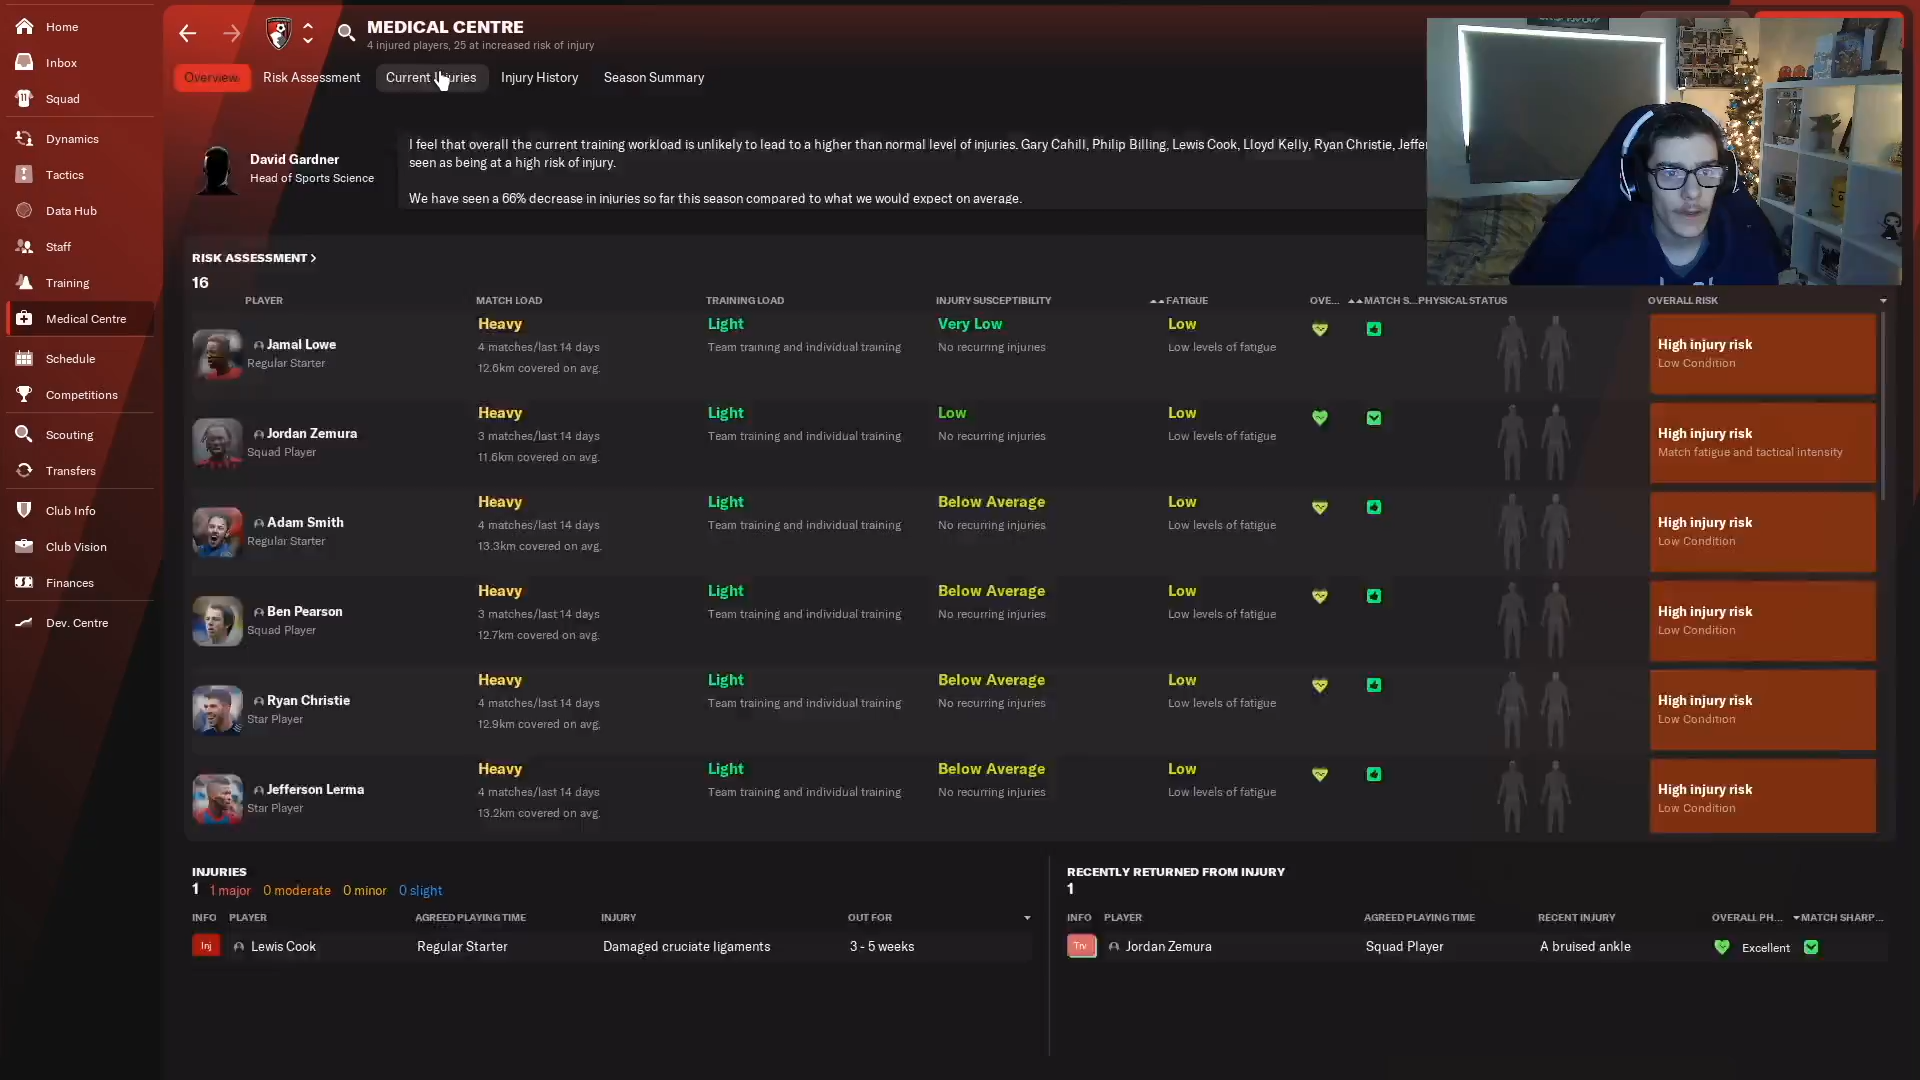 Home
Inbox
Squad
Dynamics
Tactics
Data Hub
Staff
Training
Medical Centre
Schedule
Competitions
Scouting
Transfers
Club Info
Club Vision
Finances
Dev. Centre
MEDICAL CENTRE
4 injured players, 25 at increased risk of injury
Overview Risk Assessment Current Injuries Injury History Season Summary
David Gardner
Head of Sports Science
I feel that overall the current training workload is unlikely to lead to a higher than normal level of injuries. Gary Cahill, Philip Billing, Lewis Cook, Lloyd Kelly, Ryan Christie, Jeffer
seen as being at a high risk of injury.
We have seen a 66% decrease in injuries so far this season compared to what we would expect on average.
RISK ASSESSMENT >
16
PLAYER MATCH LOAD TRAINING LOAD INJURY SUSCEPTIBILITY FATIGUE OVE... MATCH S... PHYSICAL STATUS OVERALL RISK
Jamal Lowe
Regular Starter
Heavy
4 matches/last 14 days
12.6km covered on avg.
Light
Team training and individual training
Very Low
No recurring injuries
Low
Low levels of fatigue
High injury risk
Low Condition
Jordan Zemura
Squad Player
Heavy
3 matches/last 14 days
11.6km covered on avg.
Light
Team training and individual training
Low
No recurring injuries
Low
Low levels of fatigue
High injury risk
Match fatigue and tactical intensity
Adam Smith
Regular Starter
Heavy
4 matches/last 14 days
13.3km covered on avg.
Light
Team training and individual training
Below Average
No recurring injuries
Low
Low levels of fatigue
High injury risk
Low Condition
Ben Pearson
Squad Player
Heavy
3 matches/last 14 days
12.7km covered on avg.
Light
Team training and individual training
Below Average
No recurring injuries
Low
Low levels of fatigue
High injury risk
Low Condition
Ryan Christie
Star Player
Heavy
4 matches/last 14 days
12.9km covered on avg.
Light
Team training and individual training
Below Average
No recurring injuries
Low
Low levels of fatigue
High injury risk
Low Condition
Jefferson Lerma
Star Player
Heavy
4 matches/last 14 days
13.2km covered on avg.
Light
Team training and individual training
Below Average
No recurring injuries
Low
Low levels of fatigue
High injury risk
Low Condition
INJURIES
1 1 major 0 moderate 0 minor 0 slight
INFO PLAYER AGREED PLAYING TIME INJURY OUT FOR
Inj Lewis Cook Regular Starter Damaged cruciate ligaments 3 - 5 weeks
RECENTLY RETURNED FROM INJURY
1
INFO PLAYER AGREED PLAYING TIME RECENT INJURY OVERALL PH... MATCH SHARP...
Trv Jordan Zemura Squad Player A bruised ankle Excellent